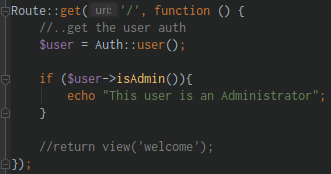 Route::get( uri: '/', function () {
//..get the user auth
$user = Auth::user();
if ($user->isAdmin()){
echo "This user is an Administrator";
}
//return view('welcome');
});